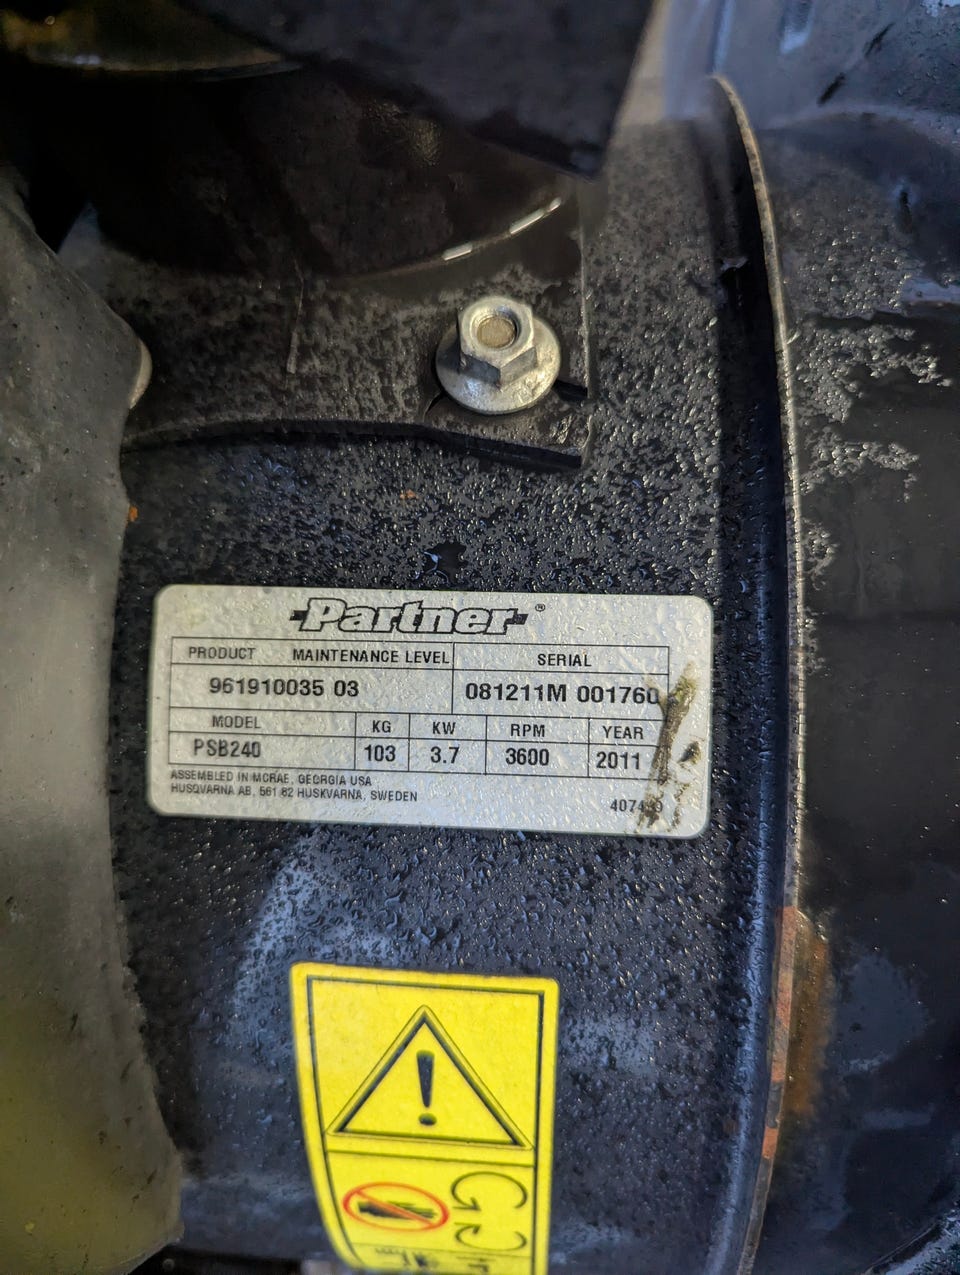 Partner®
PRODUCT MAINTENANCE LEVEL SERIAL
961910035 03 081211M 001760
MODEL KG KW RPM YEAR
PSB240 103 3.7 3600 2011
ASSEMBLED IN MCRAE, GEORGIA USA
HUSQVARNA AB, 561 82 HUSKVARNA, SWEDEN